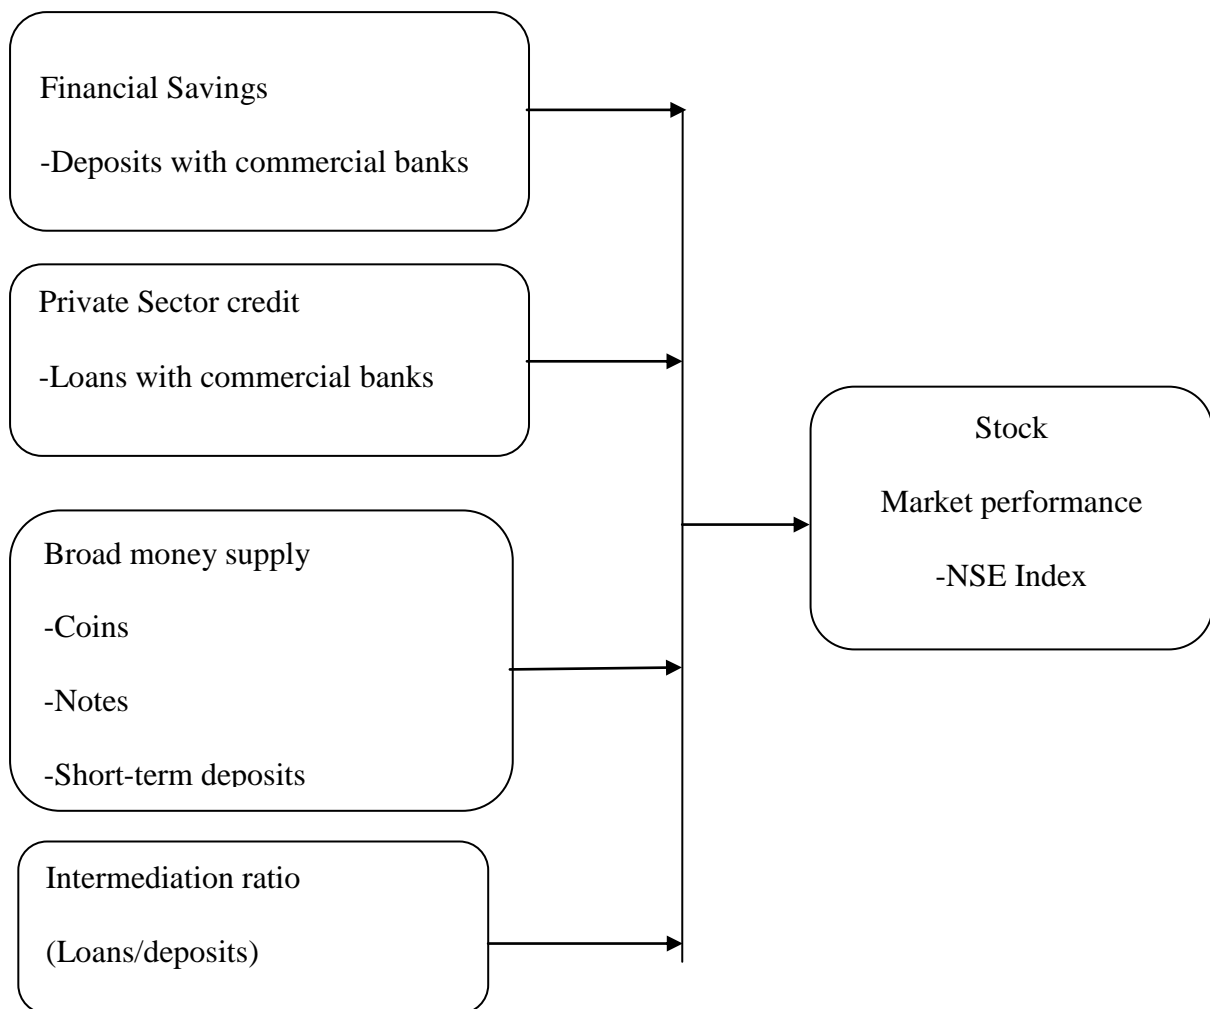 Financial Savings
-Deposits with commercial banks
Private Sector credit
-Loans with commercial banks
Broad money supply
-Coins
-Notes
-Short-term deposits
Intermediation ratio
(Loans/deposits)
Stock
Market performance
-NSE Index